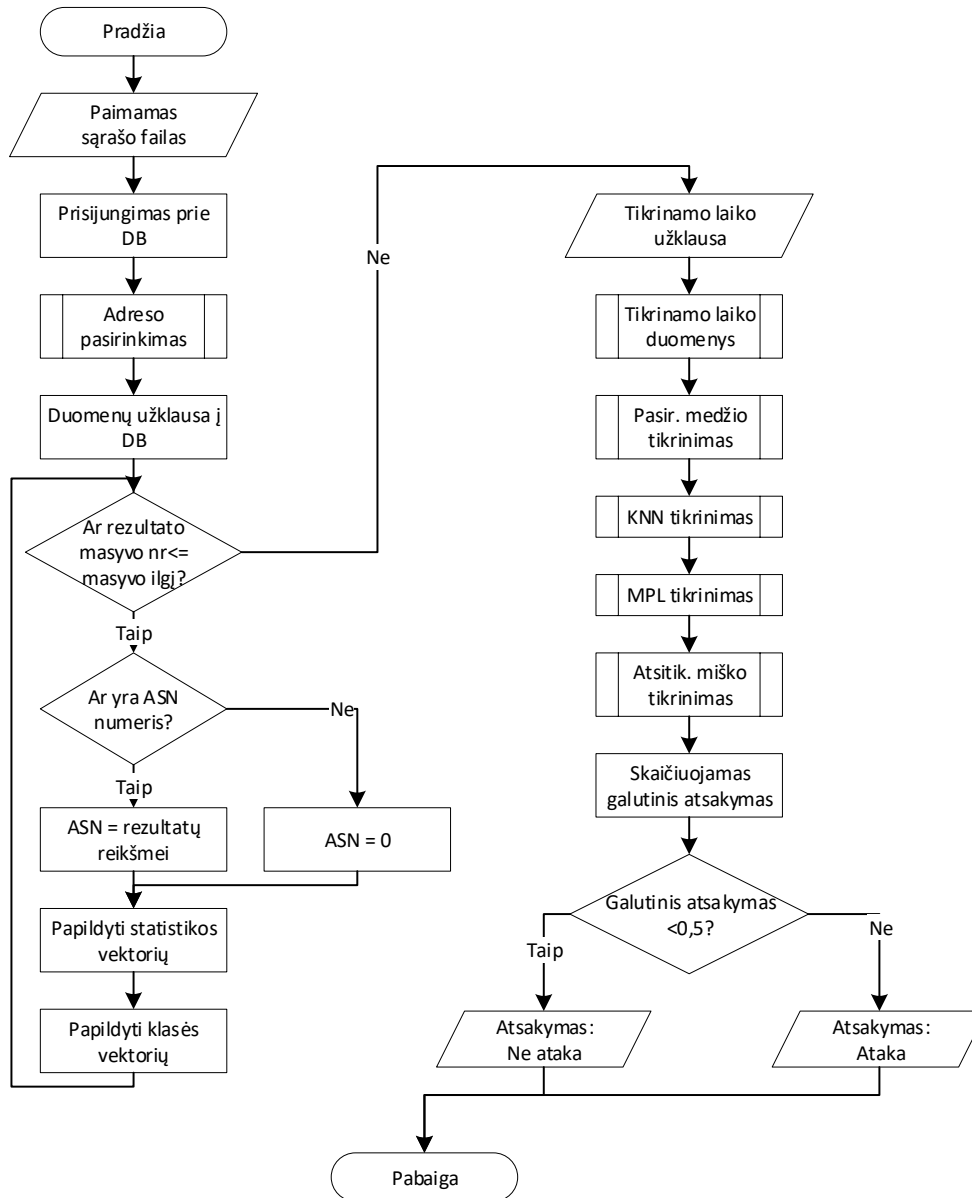 Pradžia
Paimamas
sąrašo failas
Prisijungimas prie
DB
Adreso
pasirinkimas
Duomenų užklausa į
DB
Ar rezultato
masyvo nr<=
masyvo ilgį?
Ne
Taip
Ar yra ASN
numeris?
Ne
Taip
ASN = rezultatų
reikšmei
ASN = 0
Papildyti statistikos
vektorių
Papildyti klasės
vektorių
Tikrinamo laiko
užklausa
Tikrinamo laiko
duomenys
Pasir. medžio
tikrinimas
KNN tikrinimas
MPL tikrinimas
Atsitik. miško
tikrinimas
Skaičiuojamas
galutinis atsakymas
Galutinis atsakymas
<0,5?
Taip
Ne
Atsakymas:
Ne ataka
Atsakymas:
Ataka
Pabaiga